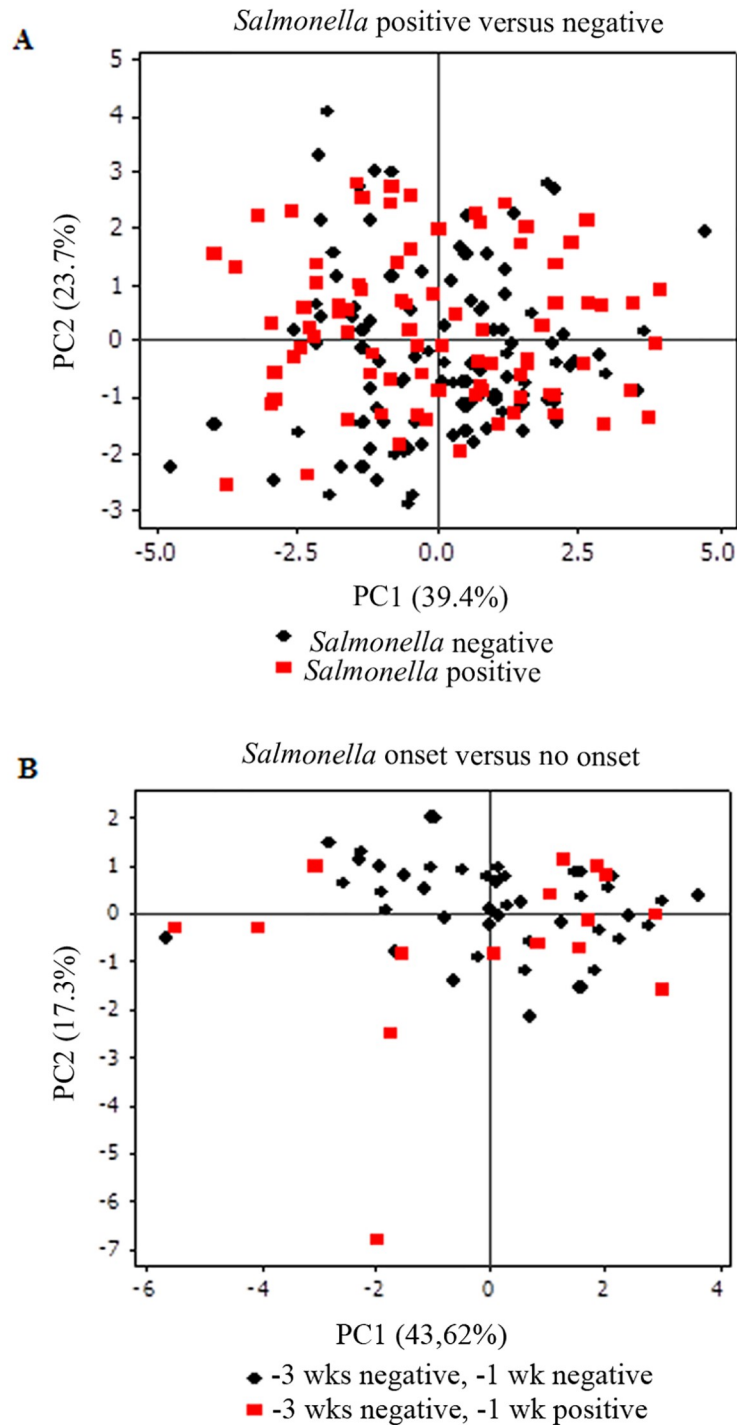 Salmonella positive versus negative
A
5
4
3
2
1
0
-1
-2
-3
PC2 (23.7%)
-5.0 -2.5 0.0 2.5 5.0
PC1 (39.4%)
Salmonella negative
Salmonella positive
Salmonella onset versus no onset
B
2
1
0
-1
-2
-3
-4
-5
-6
-7
PC2 (17.3%)
-6 -4 -2 0 2 4
PC1 (43,62%)
-3 wks negative, -1 wk negative
-3 wks negative, -1 wk positive